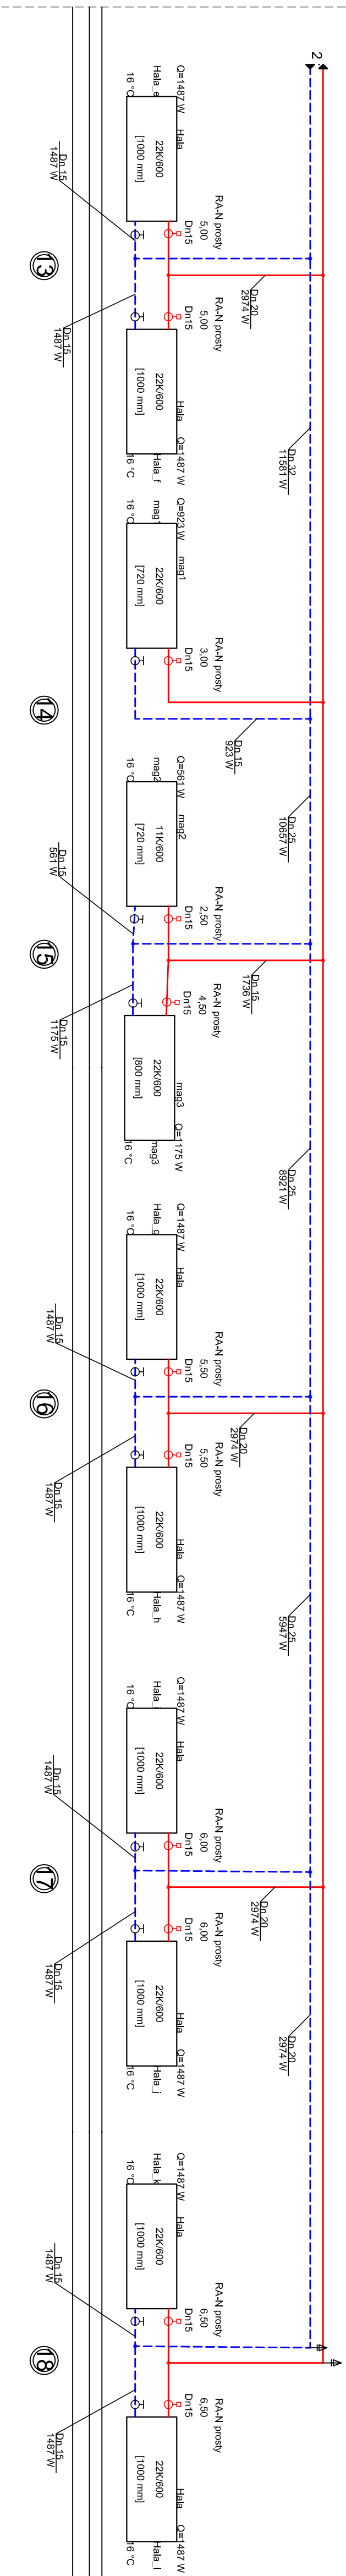 2.
Dn 32
11581 W
Dn 25
10657 W
Dn 25
8921 W
Dn 25
5947 W
Dn 20
2974 W
Q=1487 W
Hala
Hala_e
16 °C
22K/600
[1000 mm]
RA-N prosty
5,00
Dn15
Dn 15
1487 W
Dn 20
2974 W
RA-N prosty
5,00
Dn15
Hala
Q=1487 W
Hala_f
16 °C
22K/600
[1000 mm]
Dn 15
1487 W
13
Q=923 W
mag1
mag1
16 °C
22K/600
[720 mm]
RA-N prosty
3,00
Dn15
Dn 15
923 W
14
Q=561 W
mag2
mag2
16 °C
11K/600
[720 mm]
RA-N prosty
2,50
Dn15
Dn 15
561 W
Dn 15
1736 W
RA-N prosty
4,50
Dn15
mag3
Q=1175 W
mag3
16 °C
22K/600
[800 mm]
Dn 15
1175 W
15
Q=1487 W
Hala
Hala_g
16 °C
22K/600
[1000 mm]
RA-N prosty
5,50
Dn15
Dn 15
1487 W
Dn 20
2974 W
RA-N prosty
5,50
Dn15
Hala
Q=1487 W
Hala_h
16 °C
22K/600
[1000 mm]
Dn 15
1487 W
16
Q=1487 W
Hala
16 °C
22K/600
[1000 mm]
RA-N prosty
6,00
Dn15
Dn 15
1487 W
Dn 20
2974 W
RA-N prosty
6,00
Dn15
Hala
Q=1487 W
Hala_j
16 °C
22K/600
[1000 mm]
Dn 15
1487 W
17
Q=1487 W
Hala
Hala_k
16 °C
22K/600
[1000 mm]
RA-N prosty
6,50
Dn15
Dn 15
1487 W
RA-N prosty
6,50
Dn15
Hala
Q=1487 W
Hala_l
16 °C
22K/600
[1000 mm]
Dn 15
1487 W
18